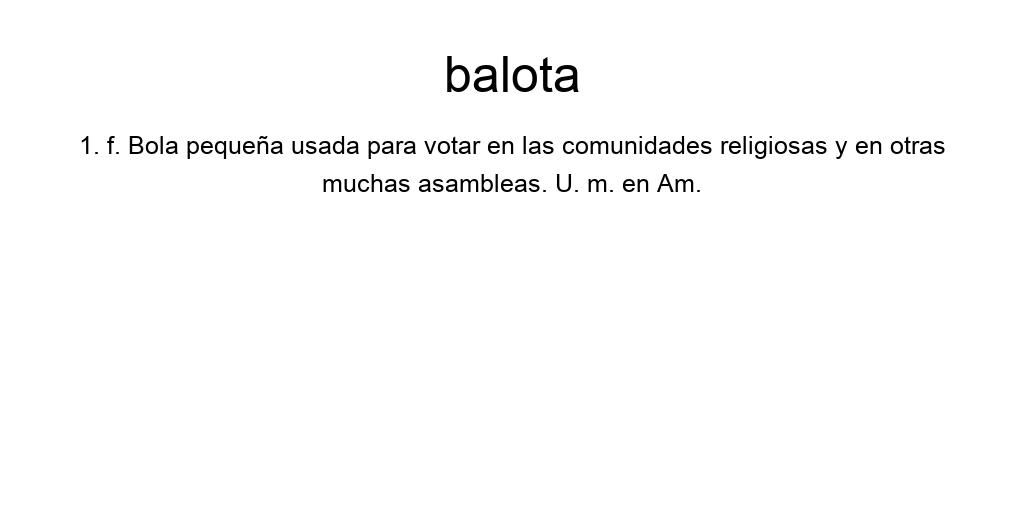 balota
1. f. Bola pequeña usada para votar en las comunidades religiosas y en otras
muchas asambleas. U. m. en Am.